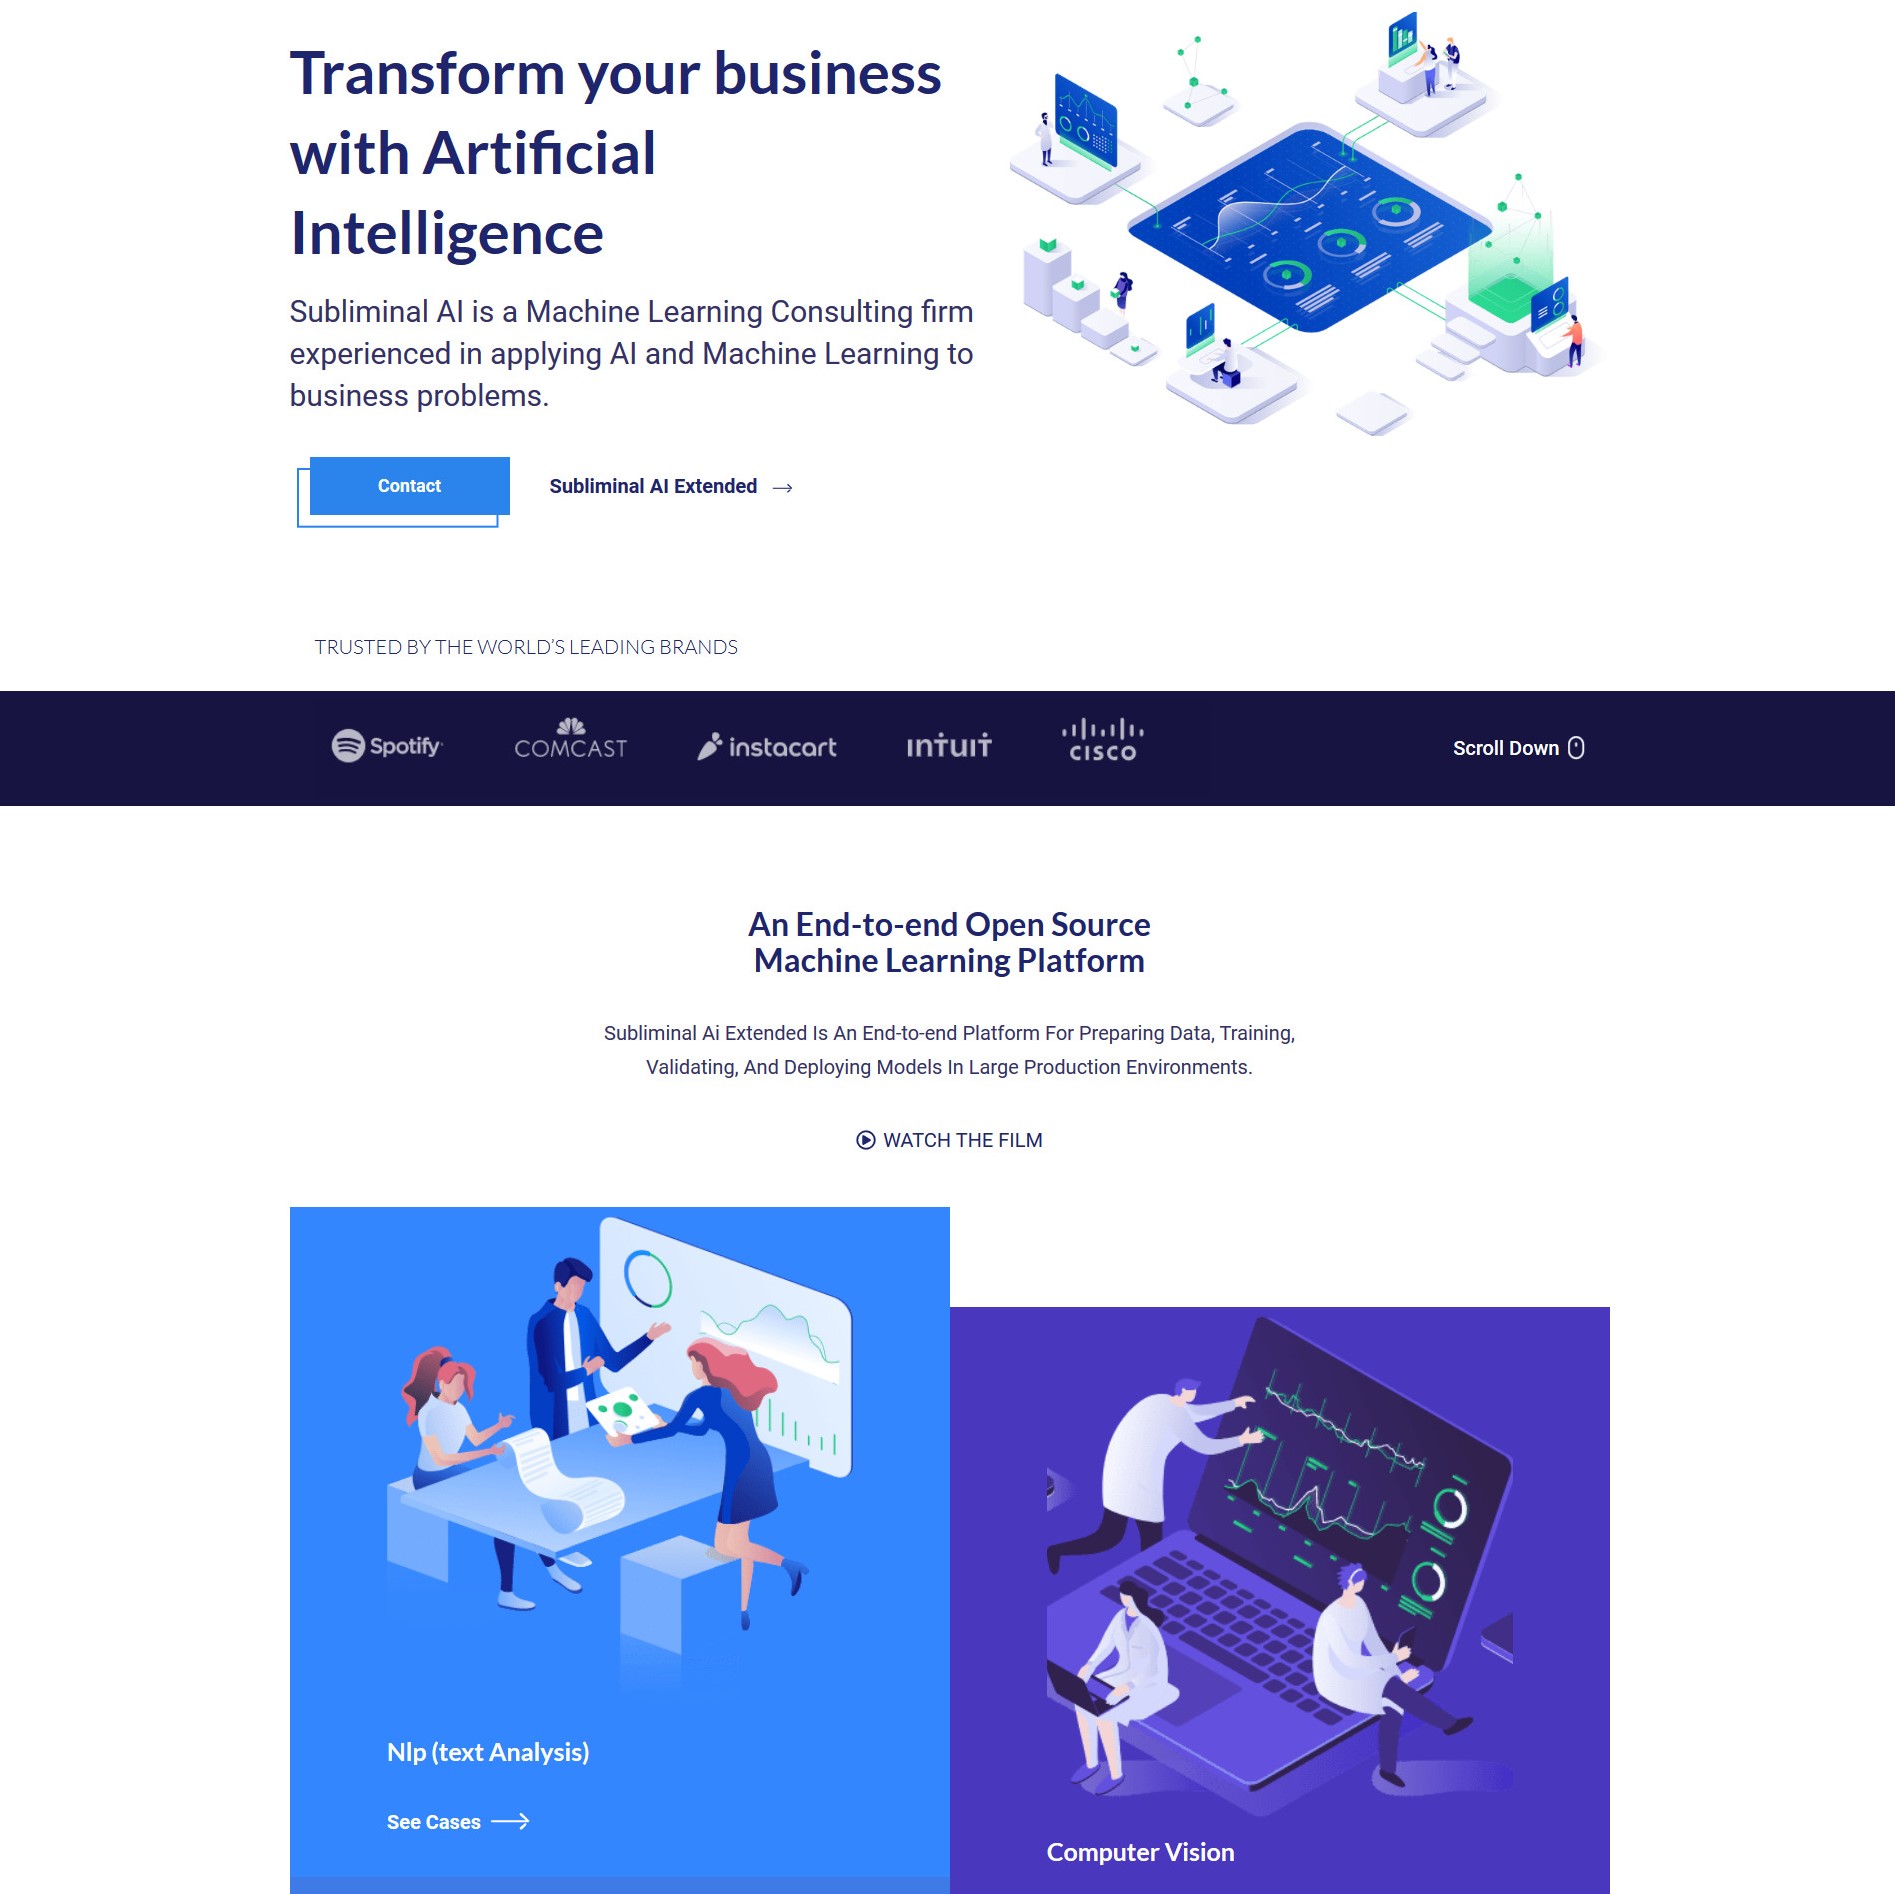 Transform your business
with Artificial
Intelligence
Subliminal AI is a Machine Learning Consulting firm
experienced in applying AI and Machine Learning to
business problems.
Contact
Subliminal AI Extended
TRUSTED BY THE WORLD'S LEADING BRANDS
Spotify
COMCAST
instacart
intuit
CISCO
Scroll Down
An End-to-end Open Source
Machine Learning Platform
Subliminal Ai Extended Is An End-to-end Platform For Preparing Data, Training,
Validating, And Deploying Models In Large Production Environments.
WATCH THE FILM
Nlp (text Analysis)
See Cases
Computer Vision